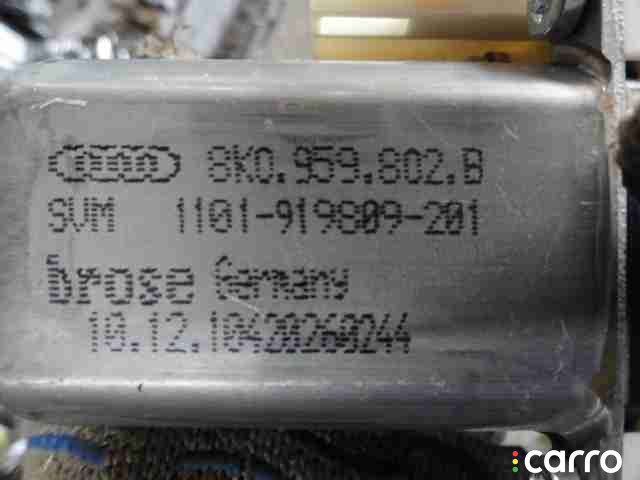 8K0.959.802.B
SVM 1101-919809-201
brose Germany
10.12.10420260244
carro